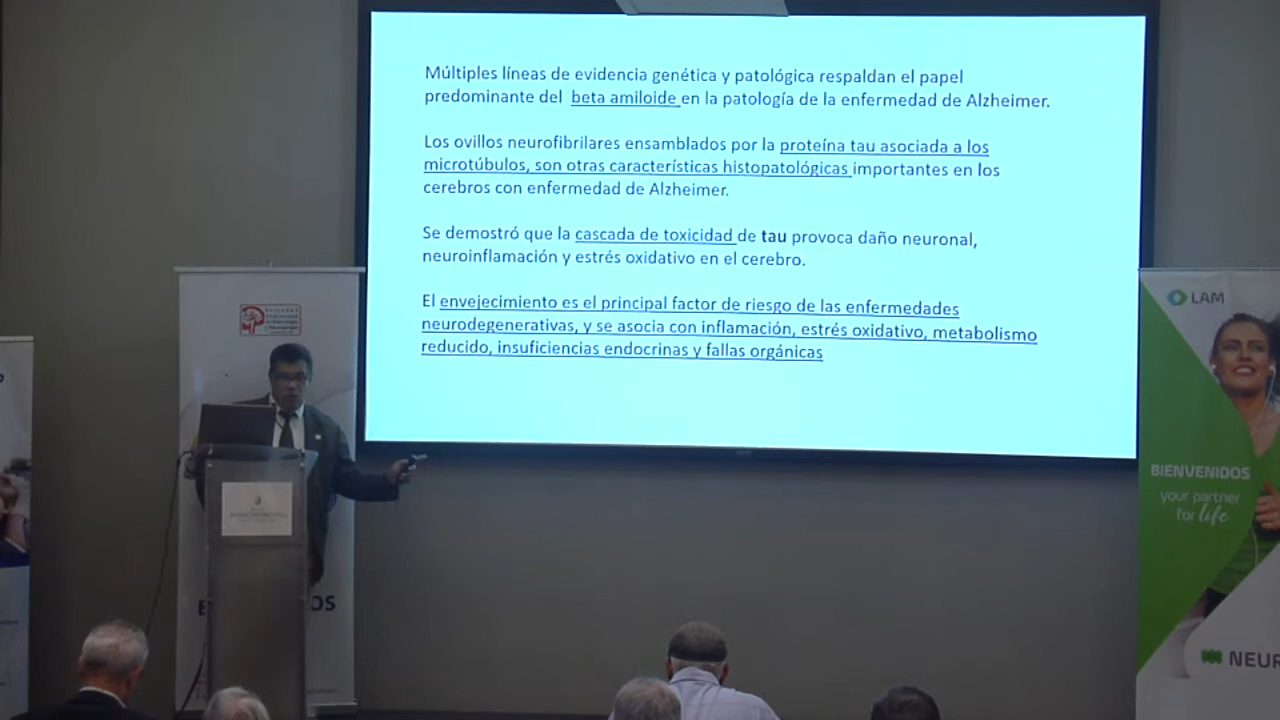 Múltiples líneas de evidencia genética y patológica respaldan el papel
predominante del beta amiloide en la patología de la enfermedad de Alzheimer.
Los ovillos neurofibrilares ensamblados por la proteína tau asociada a los
microtúbulos, son otras características histopatológicas importantes en los
cerebros con enfermedad de Alzheimer.
Se demostró que la cascada de toxicidad de tau provoca daño neuronal,
neuroinflamación y estrés oxidativo en el cerebro.
El envejecimiento es el principal factor de riesgo de las enfermedades
neurodegenerativas, y se asocia con inflamación, estrés oxidativo, metabolismo
reducido, insuficiencias endocrinas y fallas orgánicas
LAM
BIENVENIDOS
your partner
for life
NEUR
OS